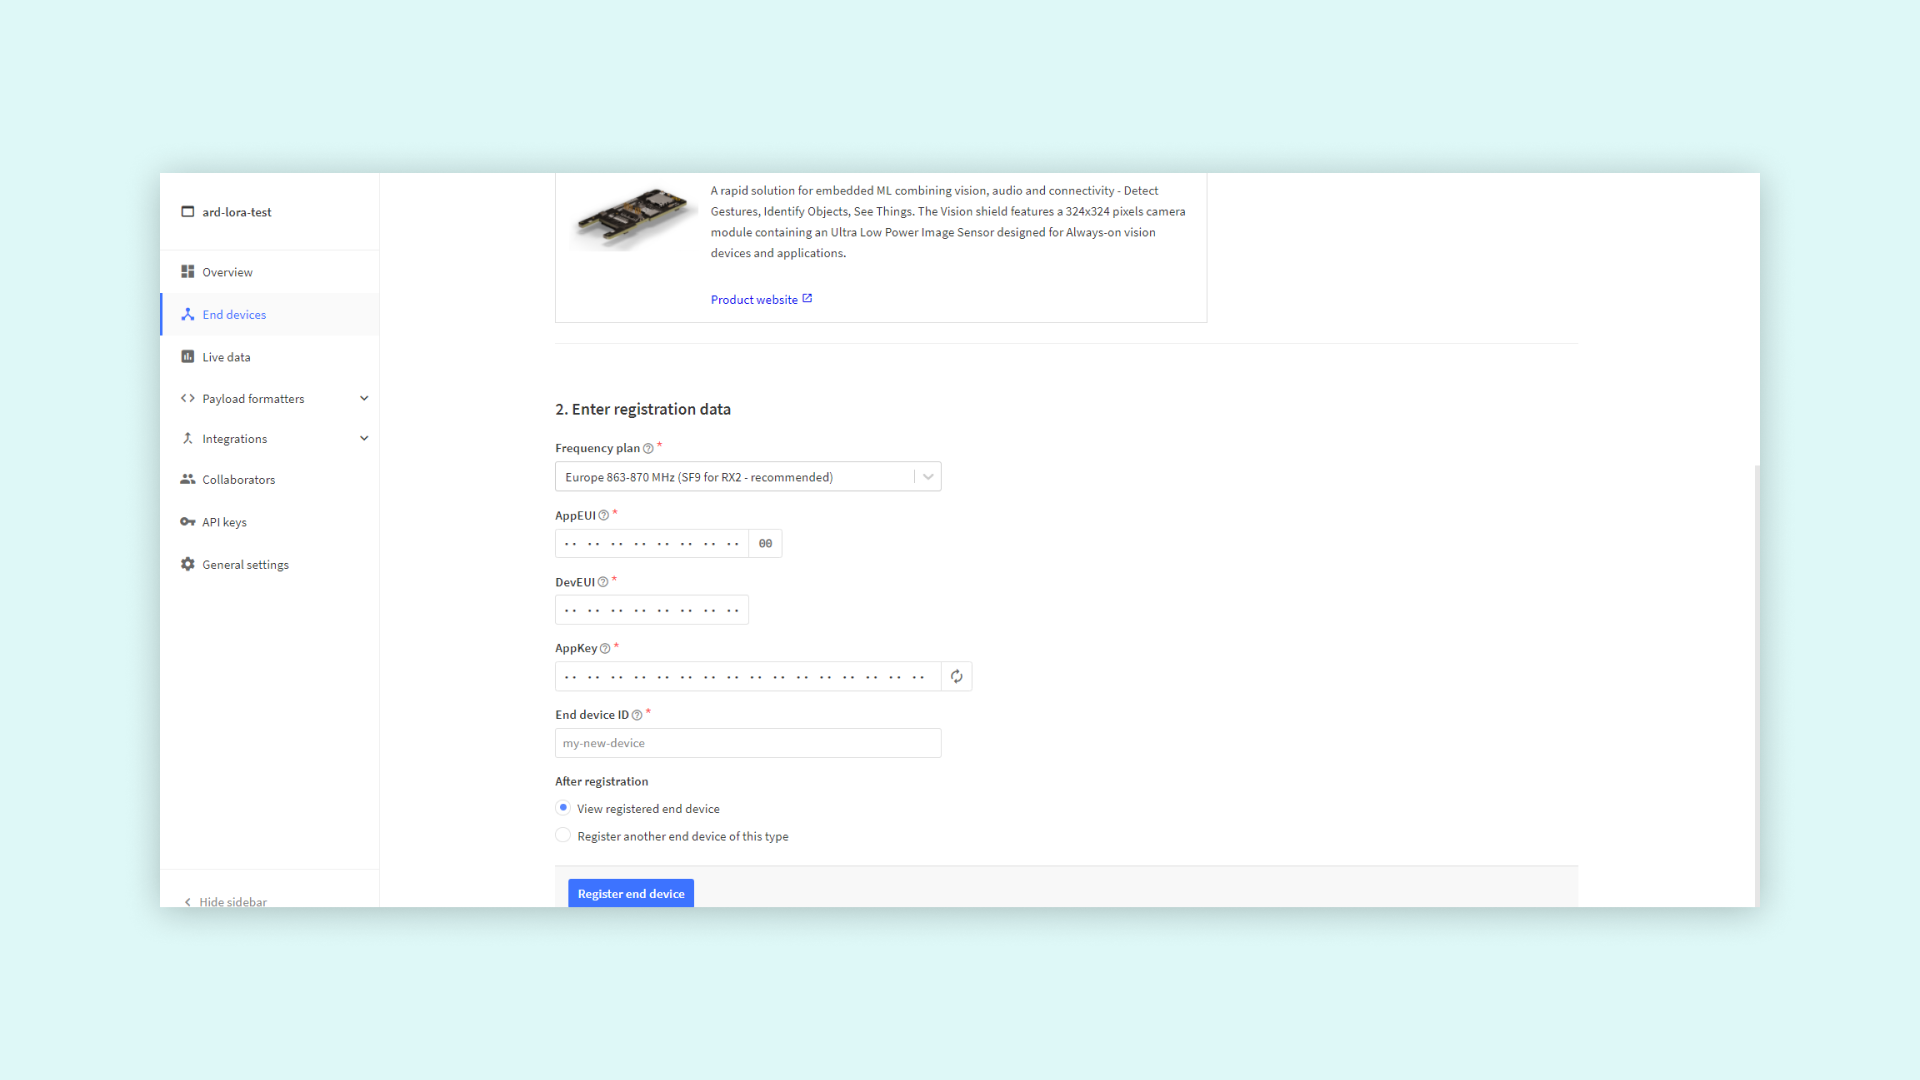 ard-lora-test
Overview
End devices
Live data
Payload formatters
Integrations
Collaborators
API keys
General settings
Hide sidebar
A rapid solution for embedded ML combining vision, audio and connectivity - Detect
Gestures, Identify Objects, See Things. The Vision shield features a 324x324 pixels camera
module containing an Ultra Low Power Image Sensor designed for Always-on vision
devices and applications.
Product website
2. Enter registration data
Frequency plan *
Europe 863-870 MHz (SF9 for RX2 - recommended)
AppEUI *
·· ·· ·· ·· ·· ·· ·· ·· 00
DevEUI *
·· ·· ·· ·· ·· ·· ·· ··
AppKey *
·· ·· ·· ·· ·· ·· ·· ·· ·· ·· ·· ·· ·· ·· ·· ··
End device ID *
my-new-device
After registration
View registered end device
Register another end device of this type
Register end device